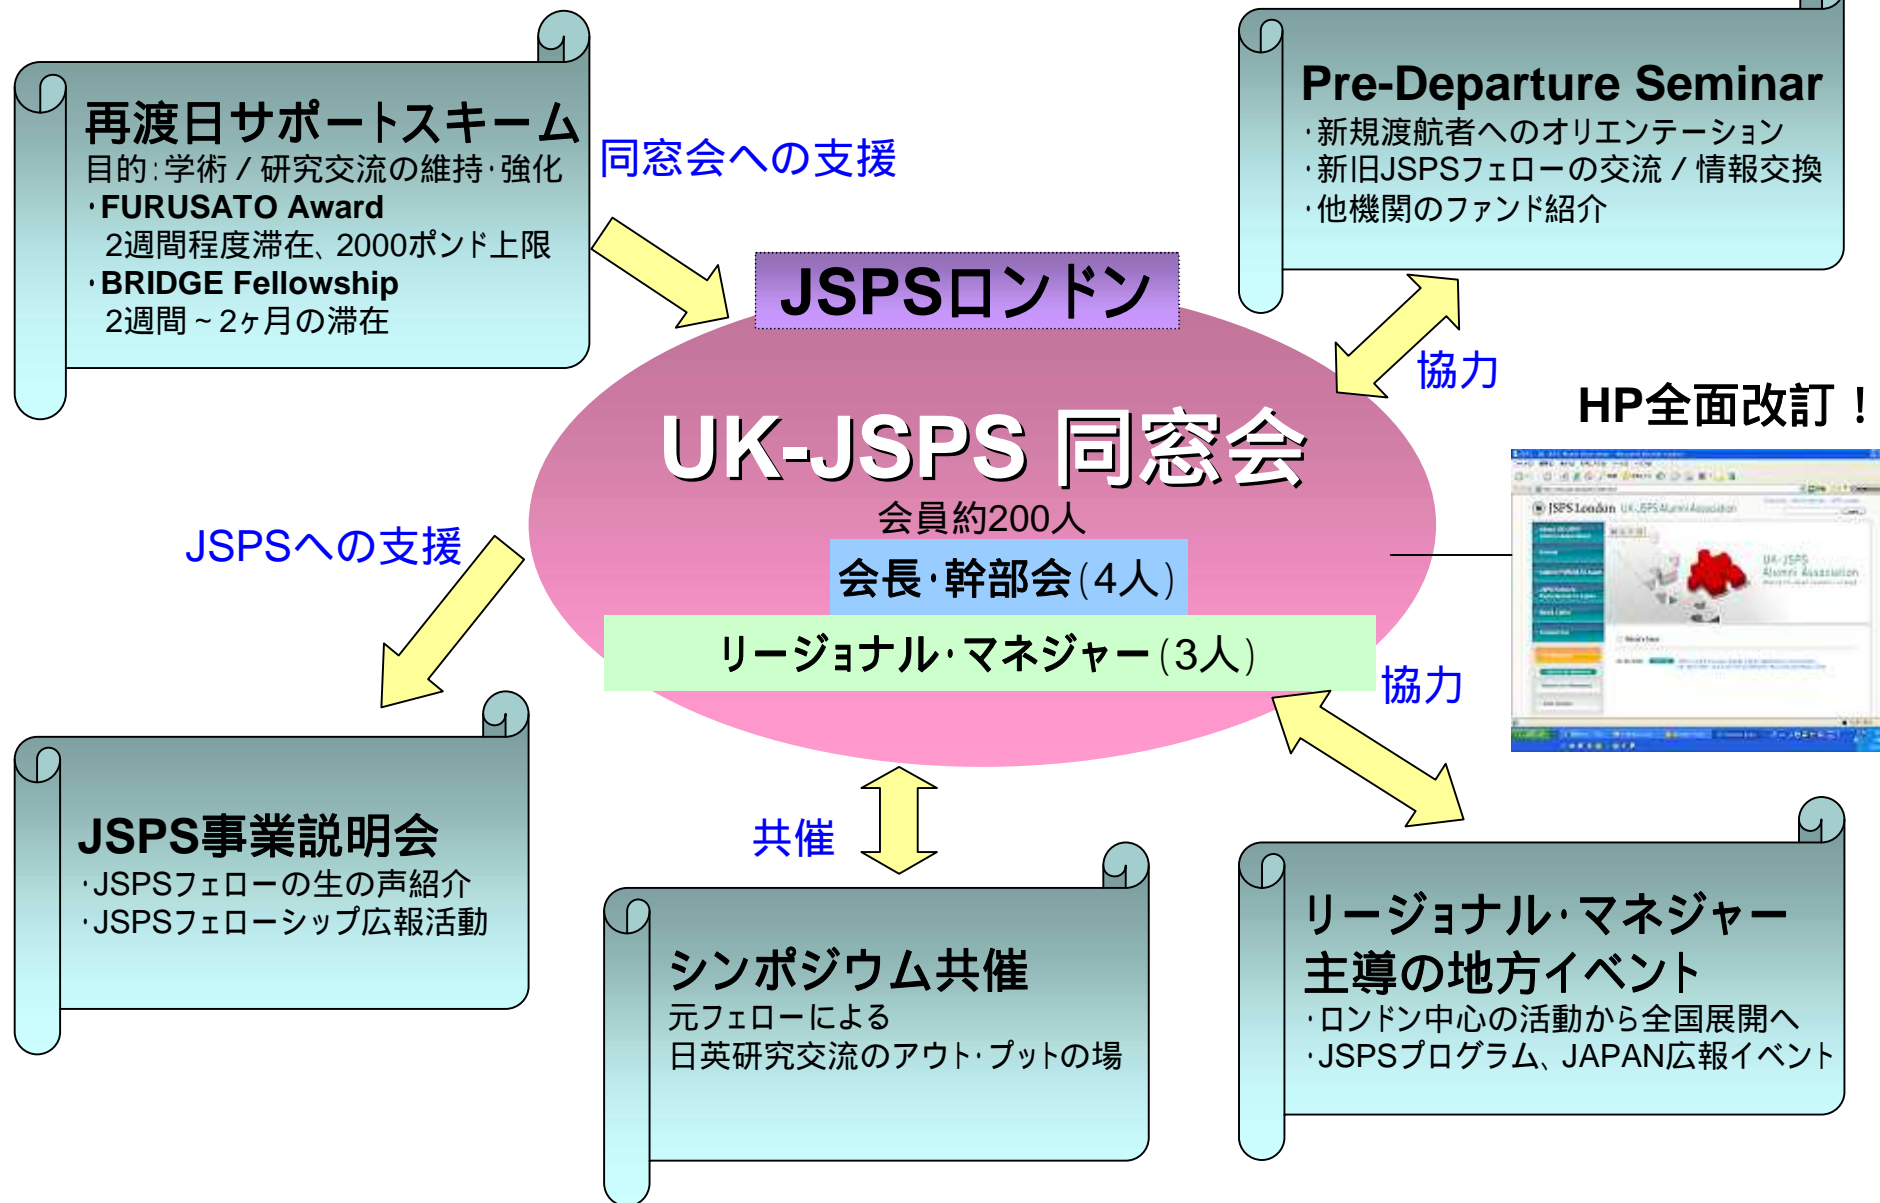 再渡日サポートスキーム
目的:学術/研究交流の維持・強化
・FURUSATO Award
2週間程度滞在、2000ポンド上限
・BRIDGE Fellowship
2週間~2ヶ月の滞在
同窓会への支援
Pre-Departure Seminar
・新規渡航者へのオリエンテーション
・新旧JSPSフェローの交流/情報交換
・他機関のファンド紹介
JSPSロンドン
協力
HP全面改訂!
UK-JSPS 同窓会
会員約200人
会長・幹部会(4人)
リージョナル・マネジャー(3人)
JSPSへの支援
JSPS London UK-JSPS Alumni Association
UK-JSPS
Alumni Association
協力
JSPS事業説明会
・JSPSフェローの生の声紹介
・JSPSフェローシップ広報活動
共催
シンポジウム共催
元フェローによる
日英研究交流のアウト・プットの場
リージョナル・マネジャー
主導の地方イベント
・ロンドン中心の活動から全国展開へ
・JSPSプログラム、JAPAN広報イベント